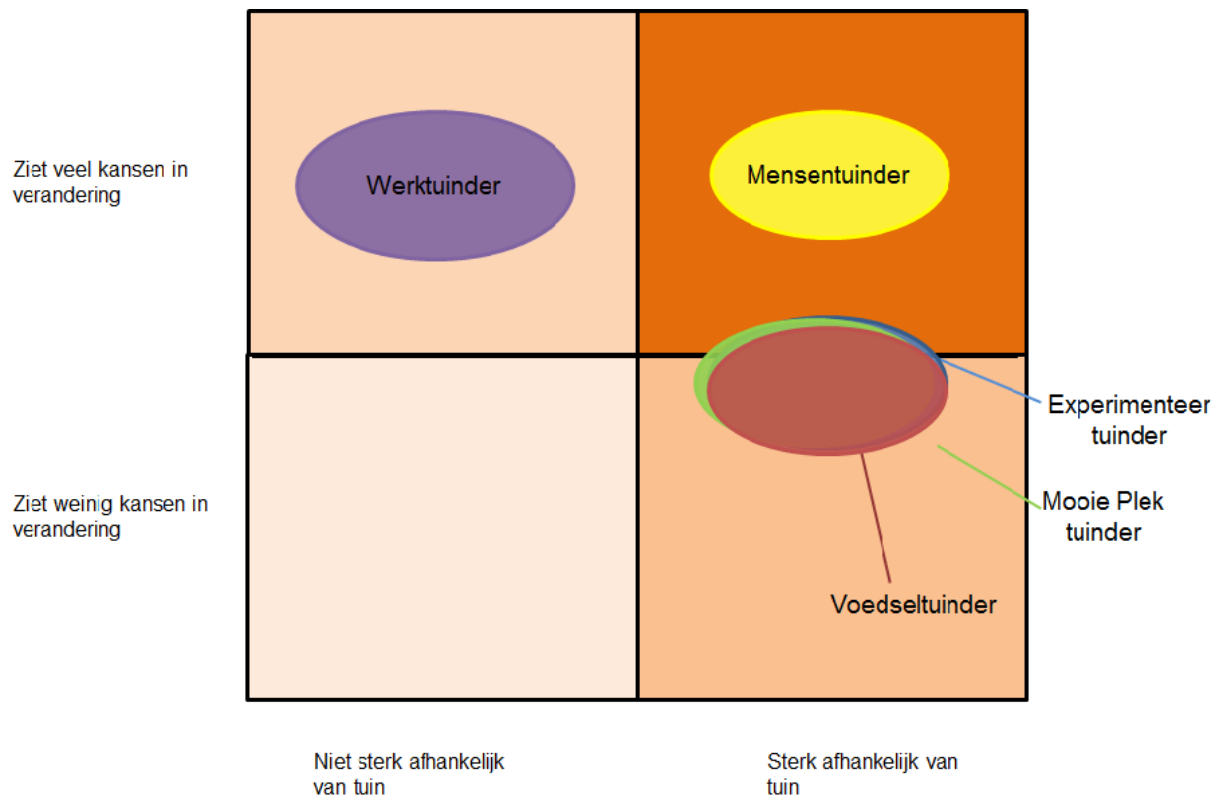 Ziet veel kansen in
verandering
Werktuinder
Mensentuinder
Experimenteer
tuinder
Ziet weinig kansen in
verandering
Mooie Plek
tuinder
Voedseltuinder
Niet sterk afhankelijk
van tuin
Sterk afhankelijk van
tuin